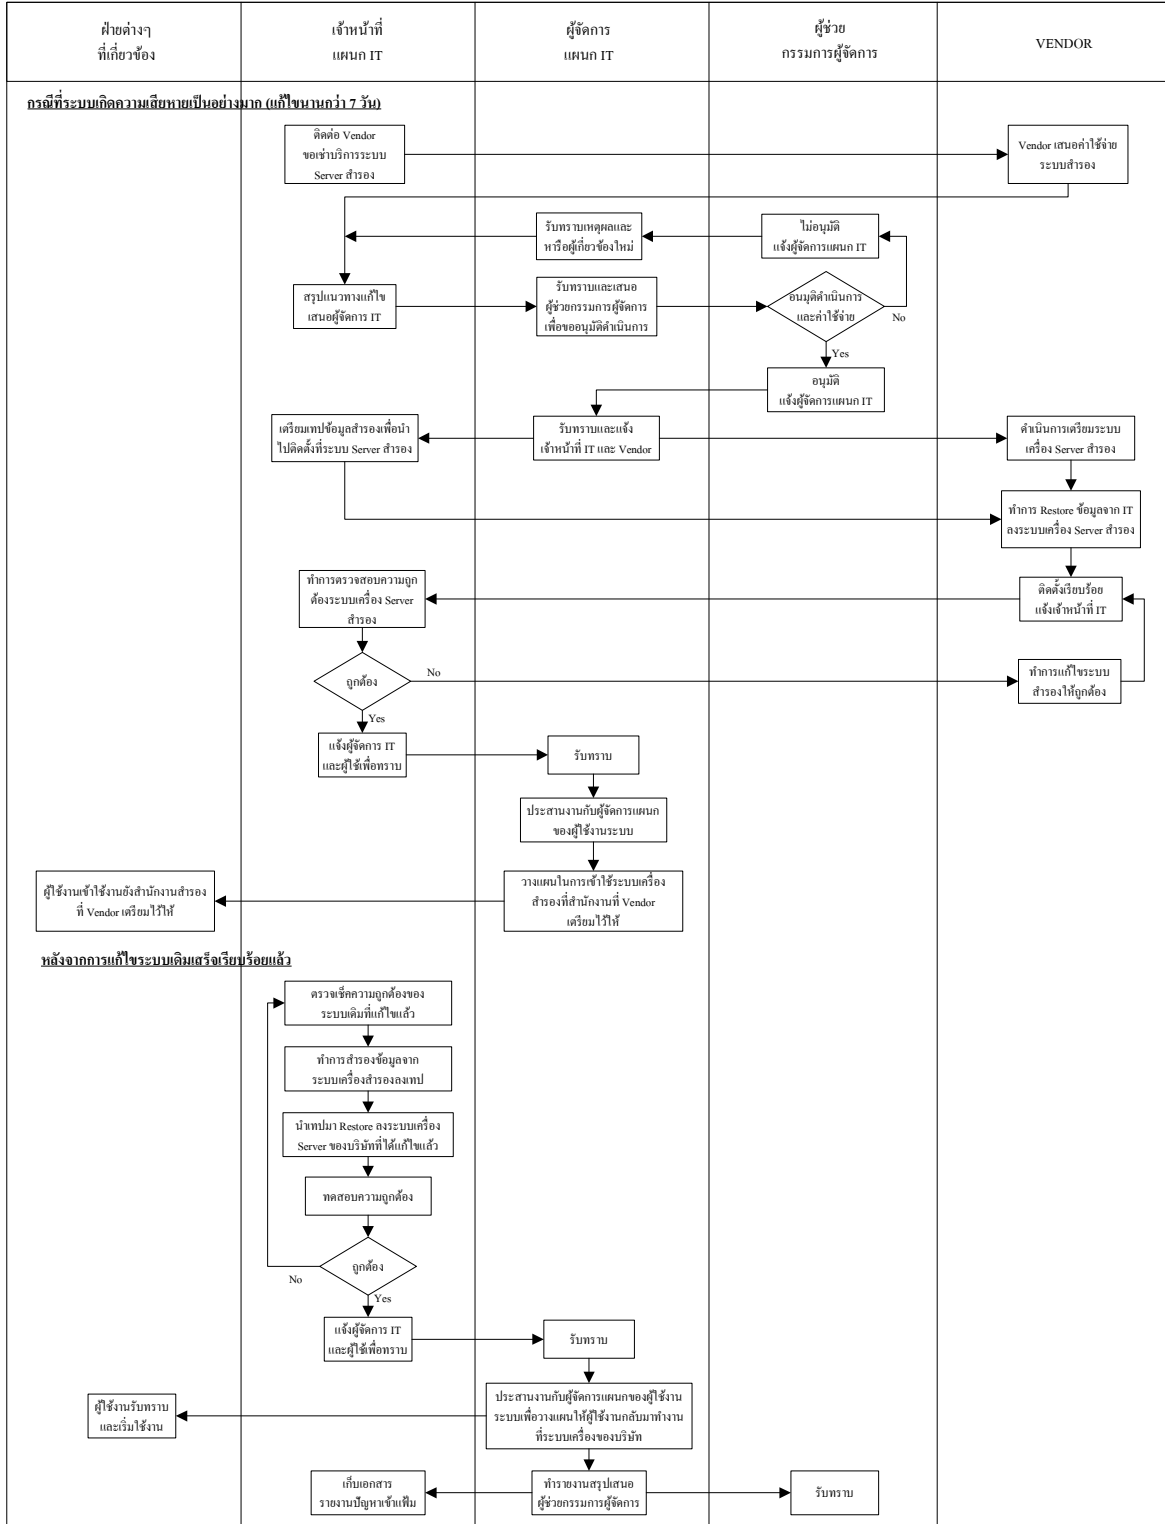 ฝ่ายต่างๆ
ที่เกี่ยวข้อง
เจ้าหน้าที่
แผนก IT
ผู้จัดการ
แผนก IT
ผู้ช่วย
กรรมการผู้จัดการ
VENDOR
กรณีที่ระบบเกิดความเสียหายเป็นอย่างมาก (แก้ไขนานกว่า 7 วัน)
ติดต่อ Vendor
ขอเช่าบริการระบบ
Server สำรอง
Vendor เสนอค่าใช้จ่าย
ระบบสำรอง
รับทราบเหตุผลและ
หารือผู้เกี่ยวข้องใหม่
ไม่อนุมัติ
แจ้งผู้จัดการแผนก IT
สรุปแนวทางแก้ไข
เสนอผู้จัดการ IT
รับทราบและเสนอ
ผู้ช่วยกรรมการผู้จัดการ
เพื่อขออนุมัติดำเนินการ
อนมุติดำเนินการ
และค่าใช้จ่าย
No
Yes
อนุมัติ
แจ้งผู้จัดการแผนก IT
เตรียมเทปข้อมูลสำรองเพื่อนำ
ไปติดตั้งที่ระบบ Server สำรอง
รับทราบและแจ้ง
เจ้าหน้าที่ IT และ Vendor
ดำเนินการเตรียมระบบ
เครื่อง Server สำรอง
ทำการ Restore ข้อมูลจาก IT
ลงระบบเครื่อง Server สำรอง
ทำการตรวจสอบความถูก
ต้องระบบเครื่อง Server
สำรอง
ติดตั้งเรียบร้อย
แจ้งเจ้าหน้าที่ IT
ถูกต้อง
No
ทำการแก้ไขระบบ
สำรองให้ถูกต้อง
Yes
แจ้งผู้จัดการ IT
และผู้ใช้เพื่อทราบ
รับทราบ
ประสานงานกับผู้จัดการแผนก
ของผู้ใช้งานระบบ
ผู้ใช้งานเข้าใช้งานยังสำนักงานสำรอง
ที่ Vendor เตรียมไว้ให้
วางแผนในการเข้าใช้ระบบเครื่อง
สำรองที่สำนักงานที่ Vendor
เตรียมไว้ให้
หลังจากการแก้ไขระบบเดิมเสร็จเรียบร้อยแล้ว
ตรวจเช็คความถูกต้องของ
ระบบเดิมที่แก้ไขแล้ว
ทำการสำรองข้อมูลจาก
ระบบเครื่องสำรองลงเทป
นำเทปมา Restore ลงระบบเครื่อง
Server ของบริษัทที่ได้แก้ไขแล้ว
ทดสอบความถูกต้อง
ถูกต้อง
No
Yes
แจ้งผู้จัดการ IT
และผู้ใช้เพื่อทราบ
รับทราบ
ผู้ใช้งานรับทราบ
และเริ่มใช้งาน
ประสานงานกับผู้จัดการแผนกของผู้ใช้งาน
ระบบเพื่อวางแผนให้ผู้ใช้งานกลับมาทำงาน
ที่ระบบเครื่องของบริษัท
เก็บเอกสาร
รายงานปัญหาเข้าแฟ้ม
ทำรายงานสรุปเสนอ
ผู้ช่วยกรรมการผู้จัดการ
รับทราบ